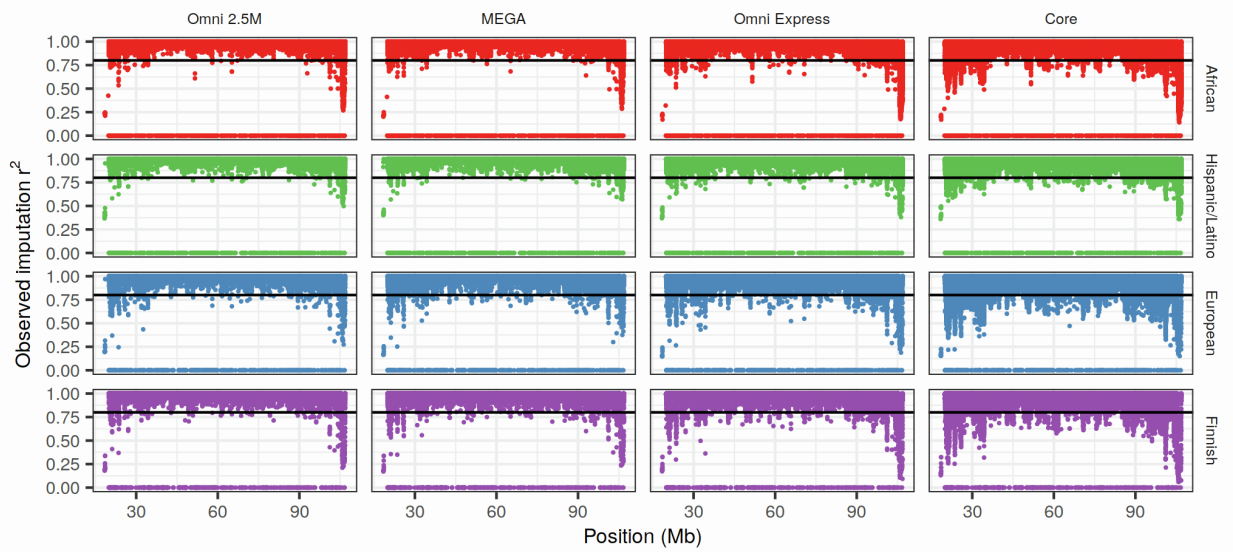 Omni 2.5M MEGA Omni Express Core
Observed imputation r²
1.00
0.75
0.50
0.25
0.00
African
1.00
0.75
0.50
0.25
0.00
Hispanic/Latino
1.00
0.75
0.50
0.25
0.00
European
1.00
0.75
0.50
0.25
0.00
Finnish
30 60 90 30 60 90 30 60 90 30 60 90
Position (Mb)